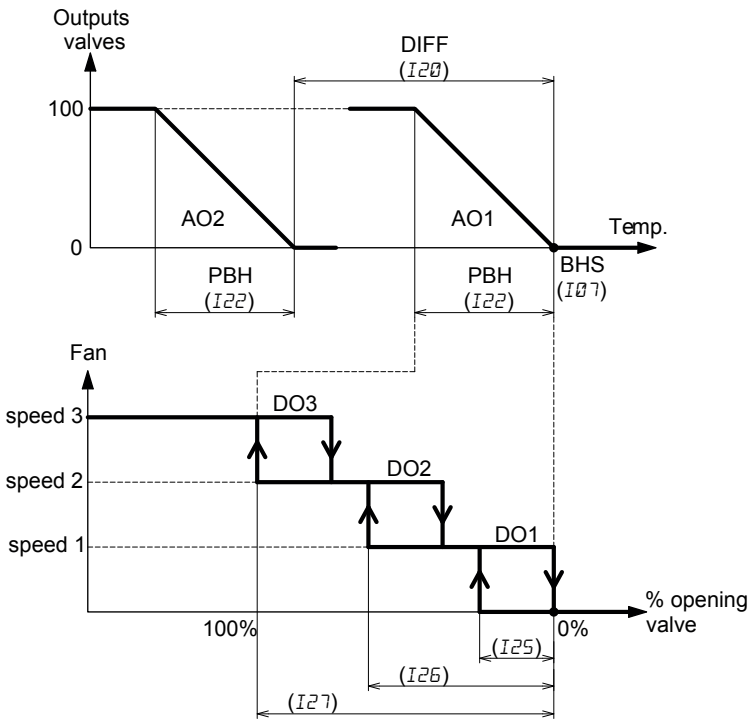 Outputs
valves
DIFF
(I20)
100
AO2
AO1
Temp.
0
PBH
(I22)
PBH
(I22)
BHS
(I07)
Fan
speed 3
DO3
speed 2
DO2
speed 1
DO1
100%
0%
% opening
valve
(I25)
(I26)
(I27)